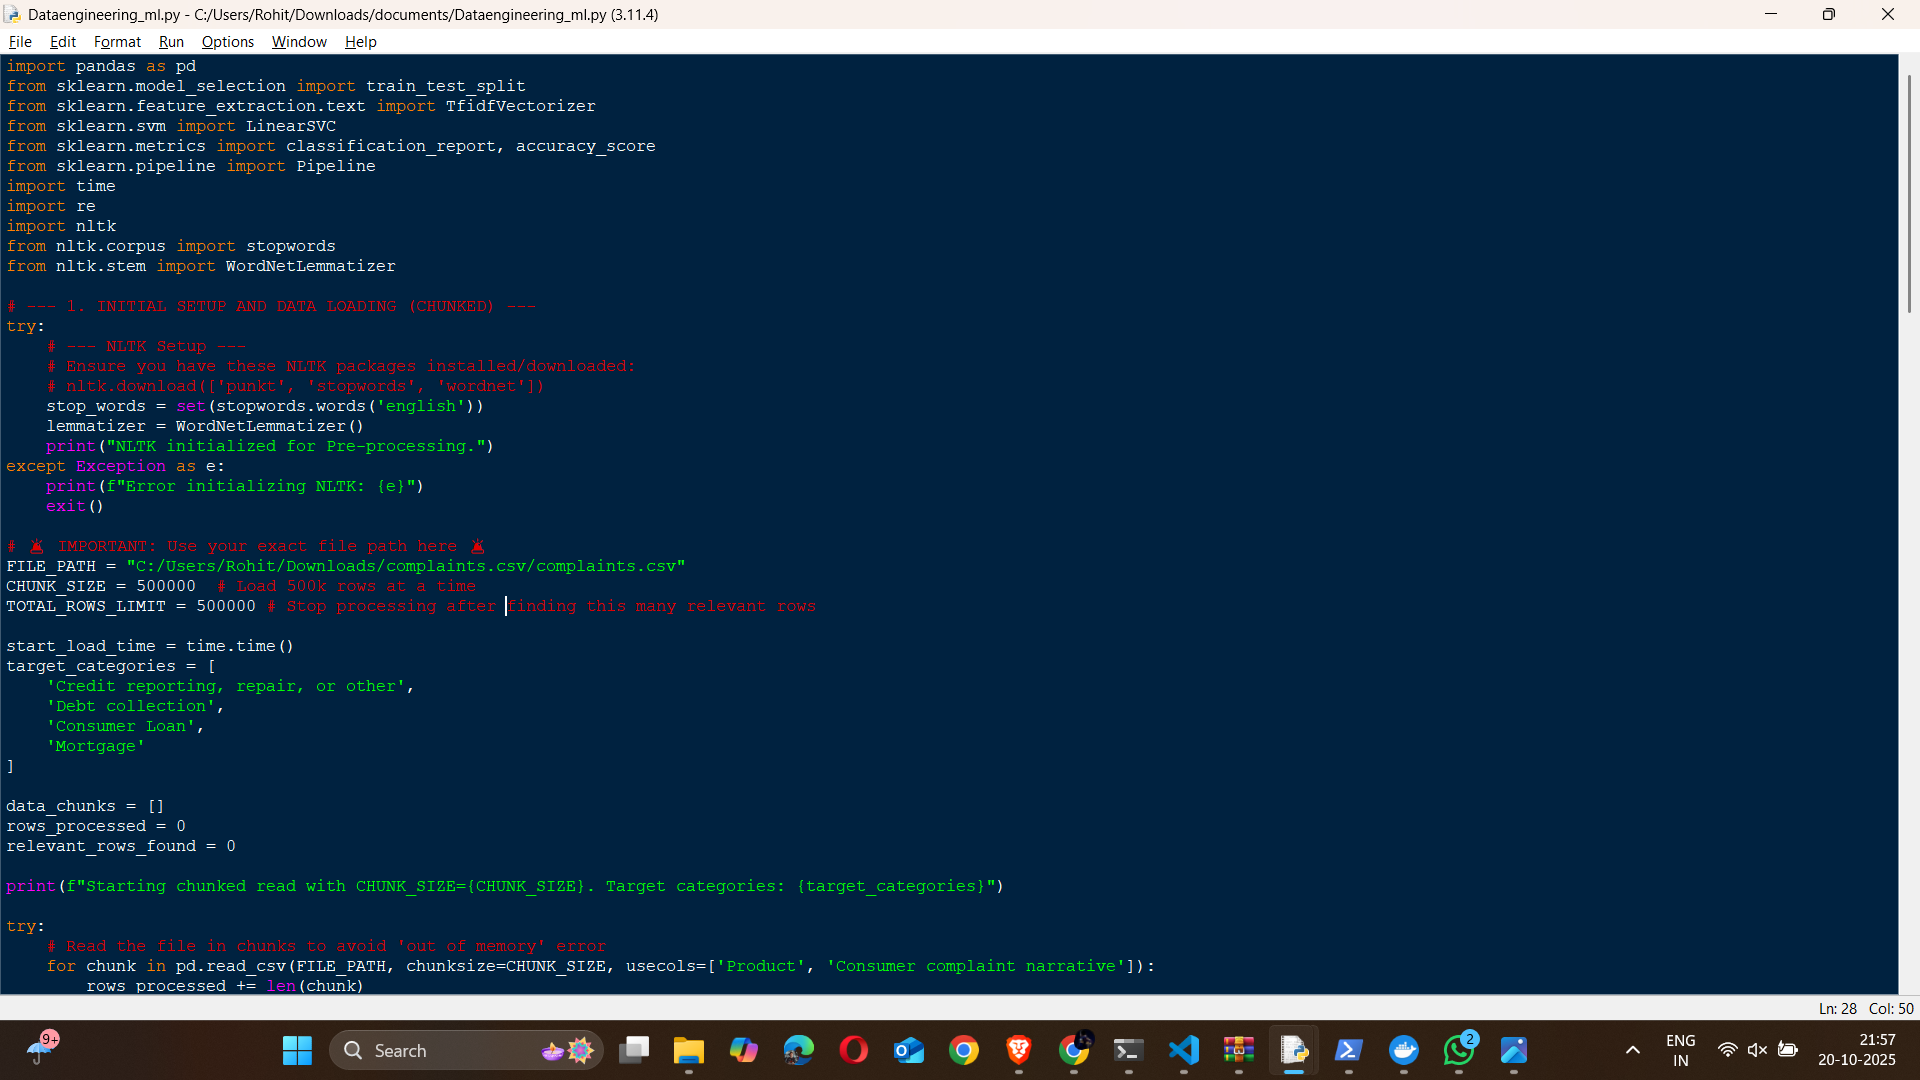 Dataengineering_ml.py - C:/Users/Rohit/Downloads/documents/Dataengineering_ml.py (3.11.4)
File Edit Format Run Options Window Help
import pandas as pd
from sklearn.model_selection import train_test_split
from sklearn.feature_extraction.text import TfidfVectorizer
from sklearn.svm import LinearSVC
from sklearn.metrics import classification_report, accuracy_score
from sklearn.pipeline import Pipeline
import time
import re
import nltk
from nltk.corpus import stopwords
from nltk.stem import WordNetLemmatizer
# --- 1. INITIAL SETUP AND DATA LOADING (CHUNKED) ---
try:
    # --- NLTK Setup ---
    # Ensure you have these NLTK packages installed/downloaded:
    # nltk.download(['punkt', 'stopwords', 'wordnet'])
    stop_words = set(stopwords.words('english'))
    lemmatizer = WordNetLemmatizer()
    print("NLTK initialized for Pre-processing.")
except Exception as e:
    print(f"Error initializing NLTK: {e}")
    exit()
# 🚨 IMPORTANT: Use your exact file path here 🚨
FILE_PATH = "C:/Users/Rohit/Downloads/complaints.csv/complaints.csv"
CHUNK_SIZE = 500000  # Load 500k rows at a time
TOTAL_ROWS_LIMIT = 500000 # Stop processing after finding this many relevant rows
start_load_time = time.time()
target_categories = [
    'Credit reporting, repair, or other',
    'Debt collection',
    'Consumer Loan',
    'Mortgage'
]
data_chunks = []
rows_processed = 0
relevant_rows_found = 0
print(f"Starting chunked read with CHUNK_SIZE={CHUNK_SIZE}. Target categories: {target_categories}")
try:
    # Read the file in chunks to avoid 'out of memory' error
    for chunk in pd.read_csv(FILE_PATH, chunksize=CHUNK_SIZE, usecols=['Product', 'Consumer complaint narrative']):
        rows_processed += len(chunk)
Ln: 28 Col: 50
9+
Search
2
ENG
IN
21:57
20-10-2025